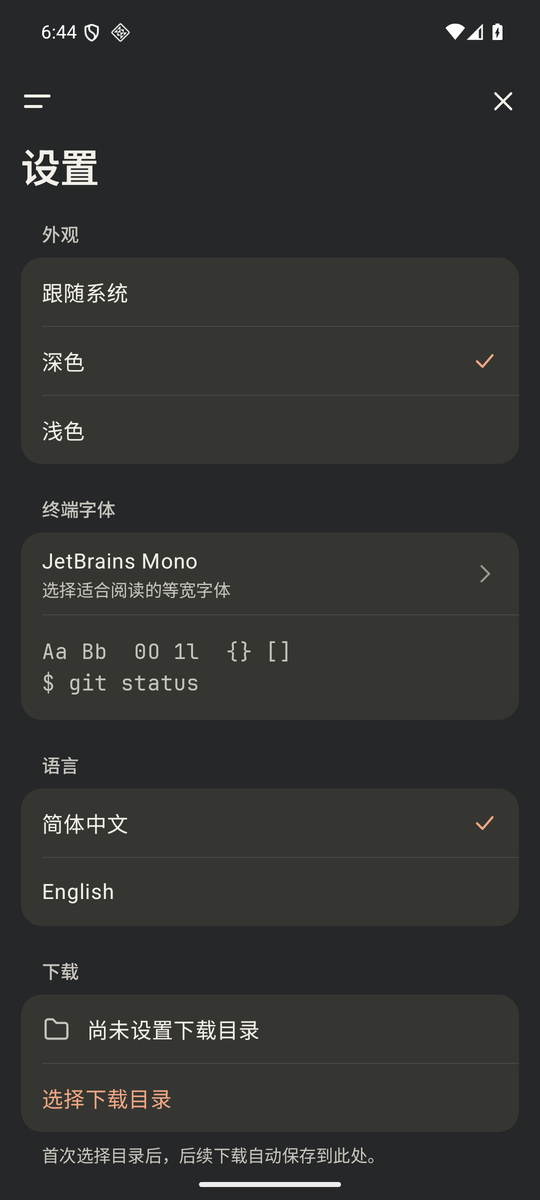 6:44
设置
外观
跟随系统
深色
浅色
终端字体
JetBrains Mono
选择适合阅读的等宽字体
Aa Bb  0O 1l  {} []
$ git status
语言
简体中文
English
下载
尚未设置下载目录
选择下载目录
首次选择目录后，后续下载自动保存到此处。